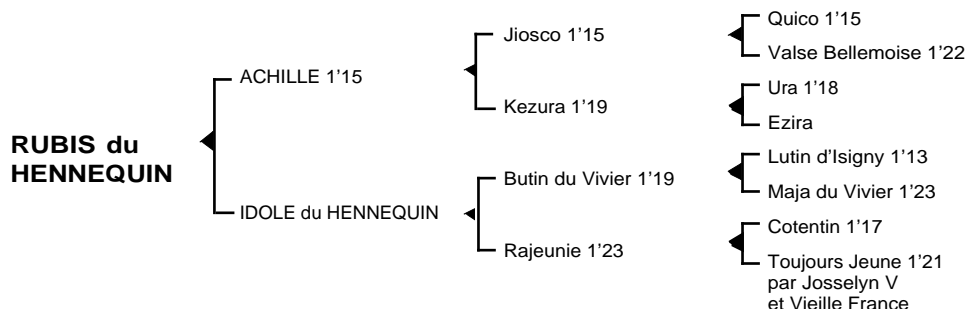 RUBIS du
HENNEQUIN
ACHILLE 1’15
IDOLE du HENNEQUIN
Jiosco 1’15
Kezura 1’19
Butin du Vivier 1’19
Rajeunie 1’23
Quico 1’15
Valse Bellemoise 1’22
Ura 1’18
Ezira
Lutin d’Isigny 1’13
Maja du Vivier 1’23
Cotentin 1’17
Toujours Jeune 1’21
par Josselyn V
et Vieille France